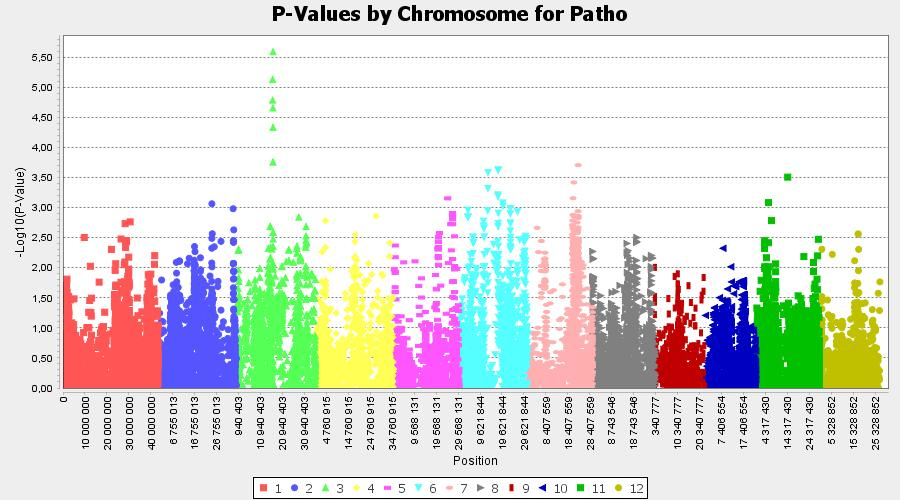 P-Values by Chromosome for Patho
-Log10(P-Value)
5,50
5,00
4,50
4,00
3,50
3,00
2,50
2,00
1,50
1,00
0,50
0,00
0
10 000 000
20 000 000
30 000 000
40 000 000
6 755 013
16 755 013
26 755 013
940 403
10 940 403
20 940 403
30 940 403
4 760 915
14 760 915
24 760 915
34 760 915
9 568 131
19 568 131
29 568 131
9 621 844
19 621 844
29 621 844
8 407 559
18 407 559
28 407 559
8 743 546
18 743 546
340 777
10 340 777
20 340 777
7 406 554
17 406 554
4 317 430
14 317 430
24 317 430
5 328 852
15 328 852
25 328 852
Position
1 2 3 4 5 6 7 8 9 10 11 12